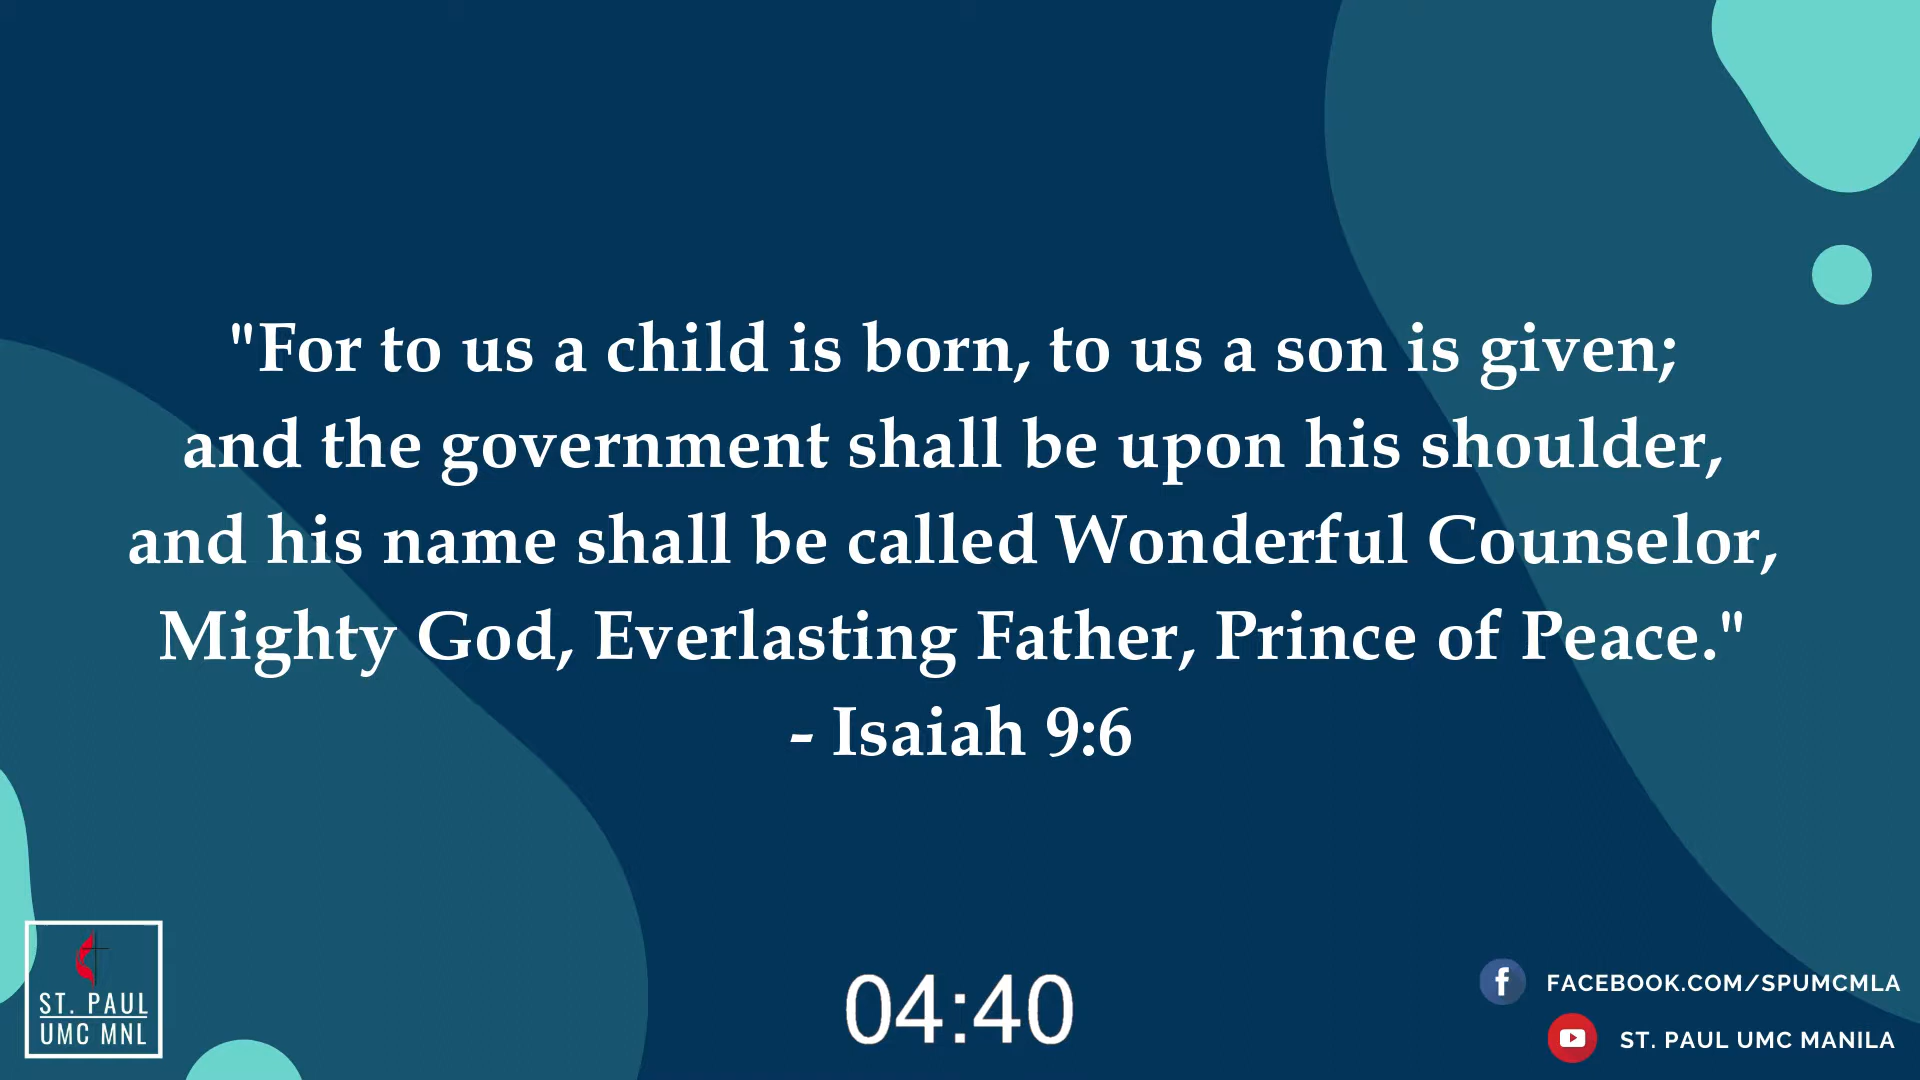 "For to us a child is born, to us a son is given;
and the government shall be upon his shoulder,
and his name shall be called Wonderful Counselor,
Mighty God, Everlasting Father, Prince of Peace."
- Isaiah 9:6
ST. PAUL
UMC MNL
04:40
FACEBOOK.COM/SPUMCMLA
ST. PAUL UMC MANILA